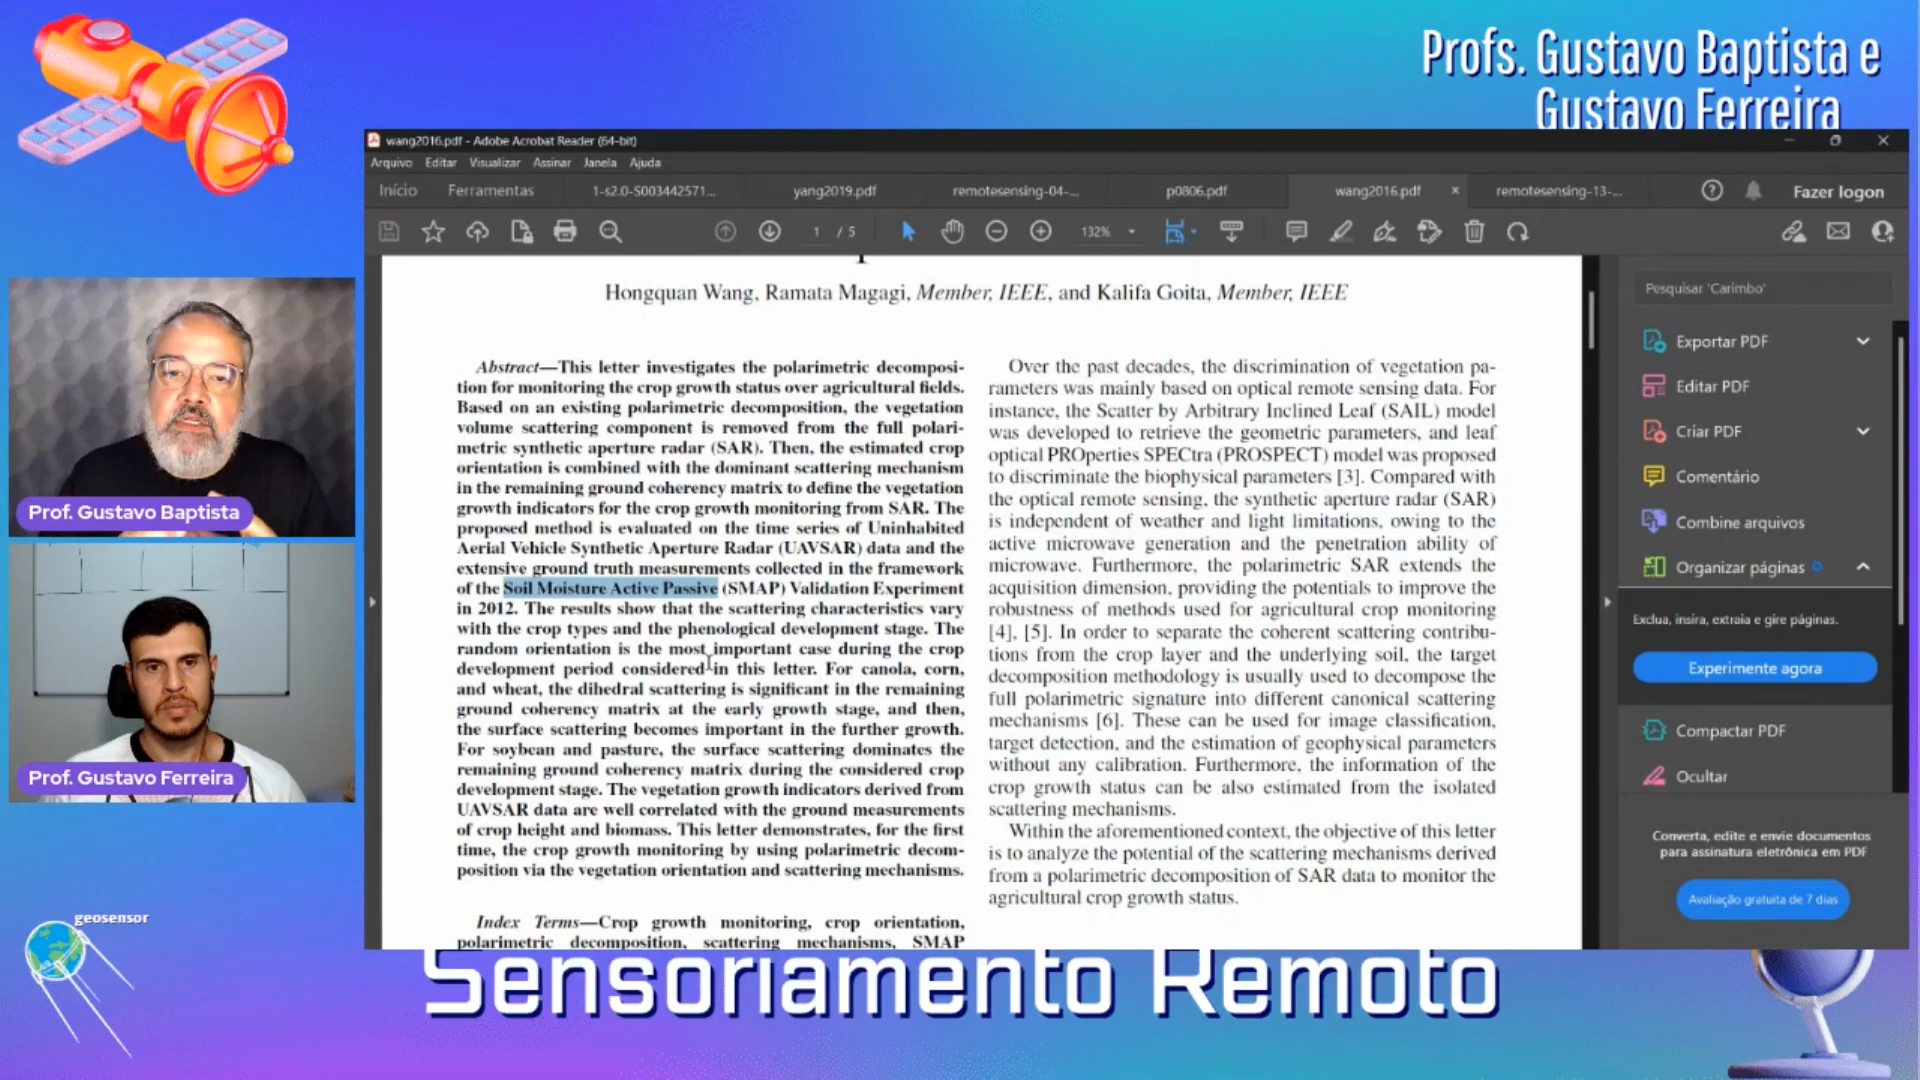 Profs. Gustavo Baptista e
Gustavo Ferreira
wang2016.pdf - Adobe Acrobat Reader (64-bit)
Arquivo Editar Visualizar Assinar Janela Ajuda
Início Ferramentas 1-s2.0-S003442571... yang2019.pdf remotesensing-04-... p0806.pdf wang2016.pdf × remotesensing-13-... Fazer logon
1 / 5 132%
Hongquan Wang, Ramata Magagi, Member, IEEE, and Kalifa Goita, Member, IEEE
Abstract—This letter investigates the polarimetric decomposi-
tion for monitoring the crop growth status over agricultural fields.
Based on an existing polarimetric decomposition, the vegetation
volume scattering component is removed from the full polari-
metric synthetic aperture radar (SAR). Then, the estimated crop
orientation is combined with the dominant scattering mechanism
in the remaining ground coherency matrix to define the vegetation
growth indicators for the crop growth monitoring from SAR. The
proposed method is evaluated on the time series of Uninhabited
Aerial Vehicle Synthetic Aperture Radar (UAVSAR) data and the
extensive ground truth measurements collected in the framework
of the Soil Moisture Active Passive (SMAP) Validation Experiment
in 2012. The results show that the scattering characteristics vary
with the crop types and the phenological development stage. The
random orientation is the most important case during the crop
development period considered in this letter. For canola, corn,
and wheat, the dihedral scattering is significant in the remaining
ground coherency matrix at the early growth stage, and then,
the surface scattering becomes important in the further growth.
For soybean and pasture, the surface scattering dominates the
remaining ground coherency matrix during the considered crop
development stage. The vegetation growth indicators derived from
UAVSAR data are well correlated with the ground measurements
of crop height and biomass. This letter demonstrates, for the first
time, the crop growth monitoring by using polarimetric decom-
position via the vegetation orientation and scattering mechanisms.
Index Terms—Crop growth monitoring, crop orientation,
polarimetric decomposition, scattering mechanisms, SMAP
Over the past decades, the discrimination of vegetation pa-
rameters was mainly based on optical remote sensing data. For
instance, the Scatter by Arbitrary Inclined Leaf (SAIL) model
was developed to retrieve the geometric parameters, and leaf
optical PROperties SPECtra (PROSPECT) model was proposed
to discriminate the biophysical parameters [3]. Compared with
the optical remote sensing, the synthetic aperture radar (SAR)
is independent of weather and light limitations, owing to the
active microwave generation and the penetration ability of
microwave. Furthermore, the polarimetric SAR extends the
acquisition dimension, providing the potentials to improve the
robustness of methods used for agricultural crop monitoring
[4], [5]. In order to separate the coherent scattering contribu-
tions from the crop layer and the underlying soil, the target
decomposition methodology is usually used to decompose the
full polarimetric signature into different canonical scattering
mechanisms [6]. These can be used for image classification,
target detection, and the estimation of geophysical parameters
without any calibration. Furthermore, the information of the
crop growth status can be also estimated from the isolated
scattering mechanisms.
Within the aforementioned context, the objective of this letter
is to analyze the potential of the scattering mechanisms derived
from a polarimetric decomposition of SAR data to monitor the
agricultural crop growth status.
Pesquisar 'Carimbo'
Exportar PDF
Editar PDF
Criar PDF
Comentário
Combine arquivos
Organizar páginas
Exclua, insira, extraia e gire páginas.
Experimente agora
Compactar PDF
Ocultar
Converta, edite e envie documentos
para assinatura eletrônica em PDF
Avaliação gratuita de 7 dias
Prof. Gustavo Baptista
Prof. Gustavo Ferreira
geosensor
Sensoriamento Remoto